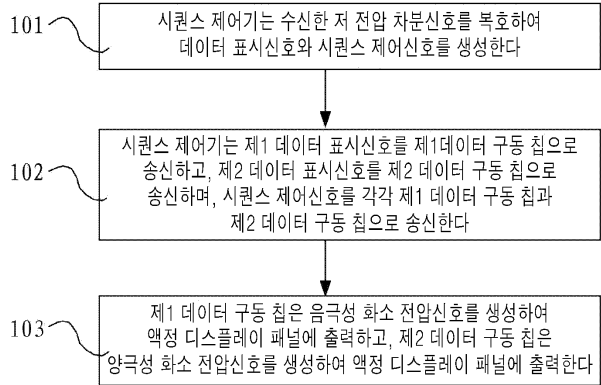 101
시퀀스 제어기는 수신한 저 전압 차분신호를 복호하여
데이터 표시신호와 시퀀스 제어신호를 생성한다
102
시퀀스 제어기는 제1 데이터 표시신호를 제1데이터 구동 칩으로
송신하고, 제2 데이터 표시신호를 제2 데이터 구동 칩으로
송신하며, 시퀀스 제어신호를 각각 제1 데이터 구동 칩과
제2 데이터 구동 칩으로 송신한다
103
제1 데이터 구동 칩은 음극성 화소 전압신호를 생성하여
액정 디스플레이 패널에 출력하고, 제2 데이터 구동 칩은
양극성 화소 전압신호를 생성하여 액정 디스플레이 패널에 출력한다